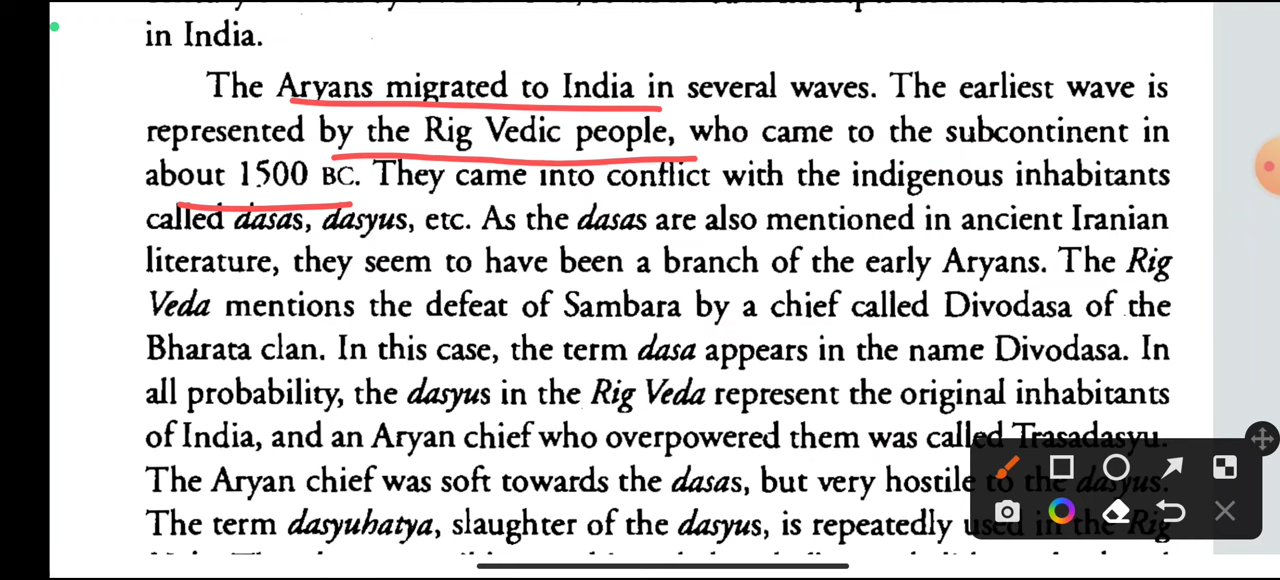 in India.
The Aryans migrated to India in several waves. The earliest wave is
represented by the Rig Vedic people, who came to the subcontinent in
about 1500 BC. They came into conflict with the indigenous inhabitants
called dasas, dasyus, etc. As the dasas are also mentioned in ancient Iranian
literature, they seem to have been a branch of the early Aryans. The Rig
Veda mentions the defeat of Sambara by a chief called Divodasa of the
Bharata clan. In this case, the term dasa appears in the name Divodasa. In
all probability, the dasyus in the Rig Veda represent the original inhabitants
of India, and an Aryan chief who overpowered them was called Trasadasyu.
The Aryan chief was soft towards the dasas, but very hostile to the dasyus.
The term dasyuhatya, slaughter of the dasyus, is repeatedly used in the Rig